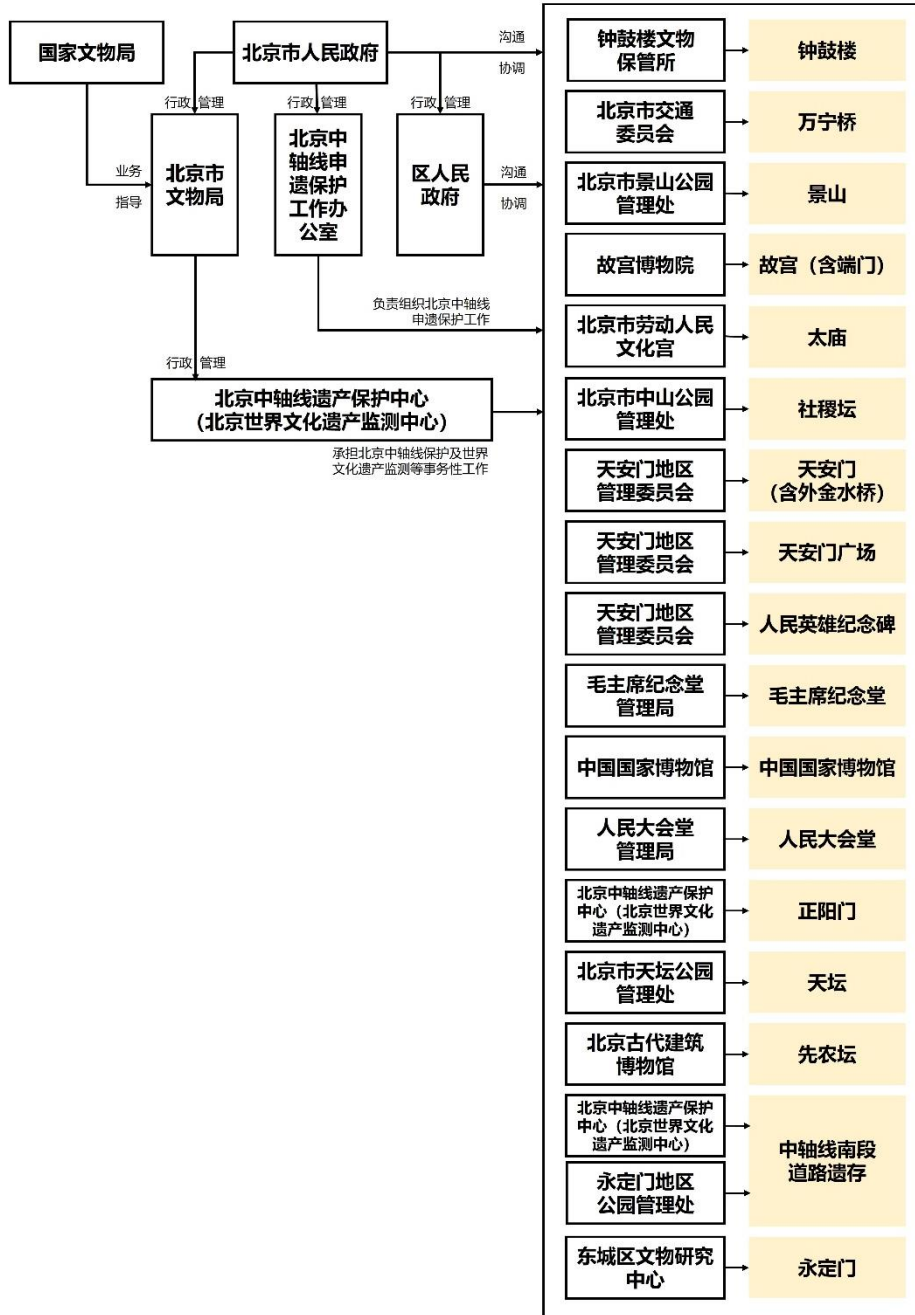 国家文物局
北京市人民政府
沟通
协调
行政 管理
行政 管理
行政 管理
业务
指导
北京市
文物局
北京中
轴线申
遗保护
工作办
公室
区人民
政府
沟通
协调
负责组织北京中轴线
申遗保护工作
行政 管理
北京中轴线遗产保护中心
(北京世界文化遗产监测中心)
承担北京中轴线保护及世界
文化遗产监测等事务性工作
钟鼓楼文物
保管所
钟鼓楼
北京市交通
委员会
万宁桥
北京市景山公园
管理处
景山
故宫博物院
故宫（含端门）
北京市劳动人民
文化宫
太庙
北京市中山公园
管理处
社稷坛
天安门地区
管理委员会
天安门
（含外金水桥）
天安门地区
管理委员会
天安门广场
天安门地区
管理委员会
人民英雄纪念碑
毛主席纪念堂
管理局
毛主席纪念堂
中国国家博物馆
中国国家博物馆
人民大会堂
管理局
人民大会堂
北京中轴线遗产保护
中心（北京世界文化
遗产监测中心）
正阳门
北京市天坛公园
管理处
天坛
北京古代建筑
博物馆
先农坛
北京中轴线遗产保护
中心（北京世界文化
遗产监测中心）
永定门地区
公园管理处
中轴线南段
道路遗存
东城区文物研究
中心
永定门